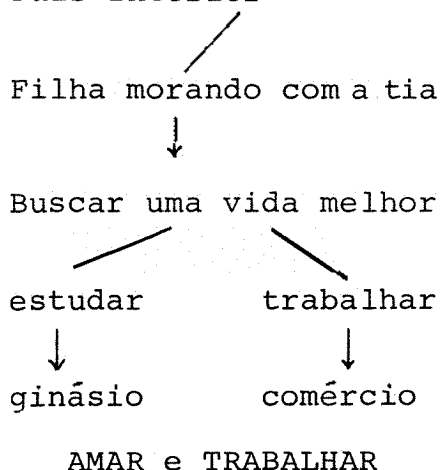 Filha morando com a tia
Buscar uma vida melhor
estudar trabalhar
ginásio comércio
AMAR e TRABALHAR